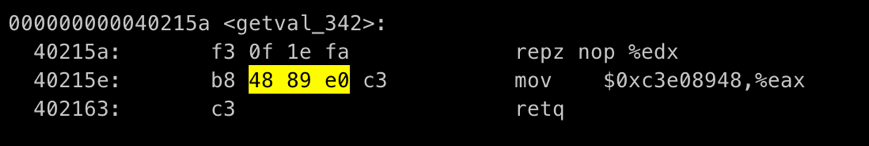 000000000040215a <getval_342>:
40215a: f3 0f 1e fa repz nop %edx
40215e: b8 48 89 e0 c3 mov $0xc3e08948,%eax
402163: c3 retq